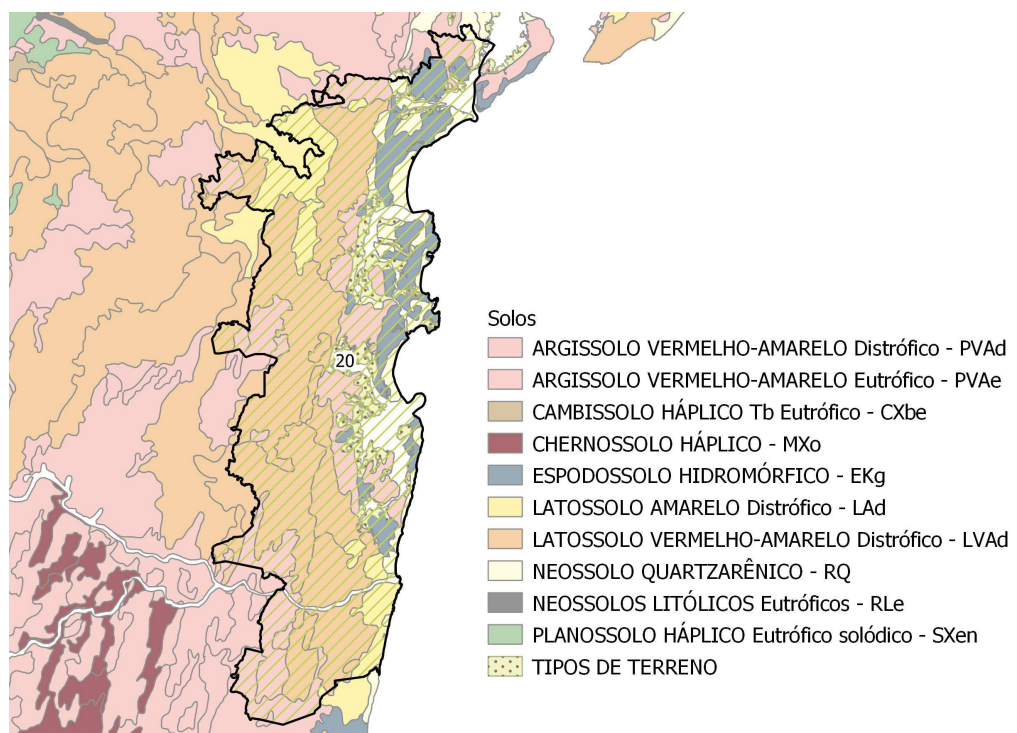 20
Solos
ARGISSOLO VERMELHO-AMARELO Distrófico - PVAd
ARGISSOLO VERMELHO-AMARELO Eutrófico - PVAe
CAMBISSOLO HÁPLICO Tb Eutrófico - CXbe
CHERNOSSOLO HÁPLICO - MXo
ESPODOSSOLO HIDROMÓRFICO - EKg
LATOSSOLO AMARELO Distrófico - LAd
LATOSSOLO VERMELHO-AMARELO Distrófico - LVAd
NEOSSOLO QUARTZARÊNICO - RQ
NEOSSOLOS LITÓLICOS Eutróficos - RLe
PLANOSSOLO HÁPLICO Eutrófico solódico - SXen
TIPOS DE TERRENO